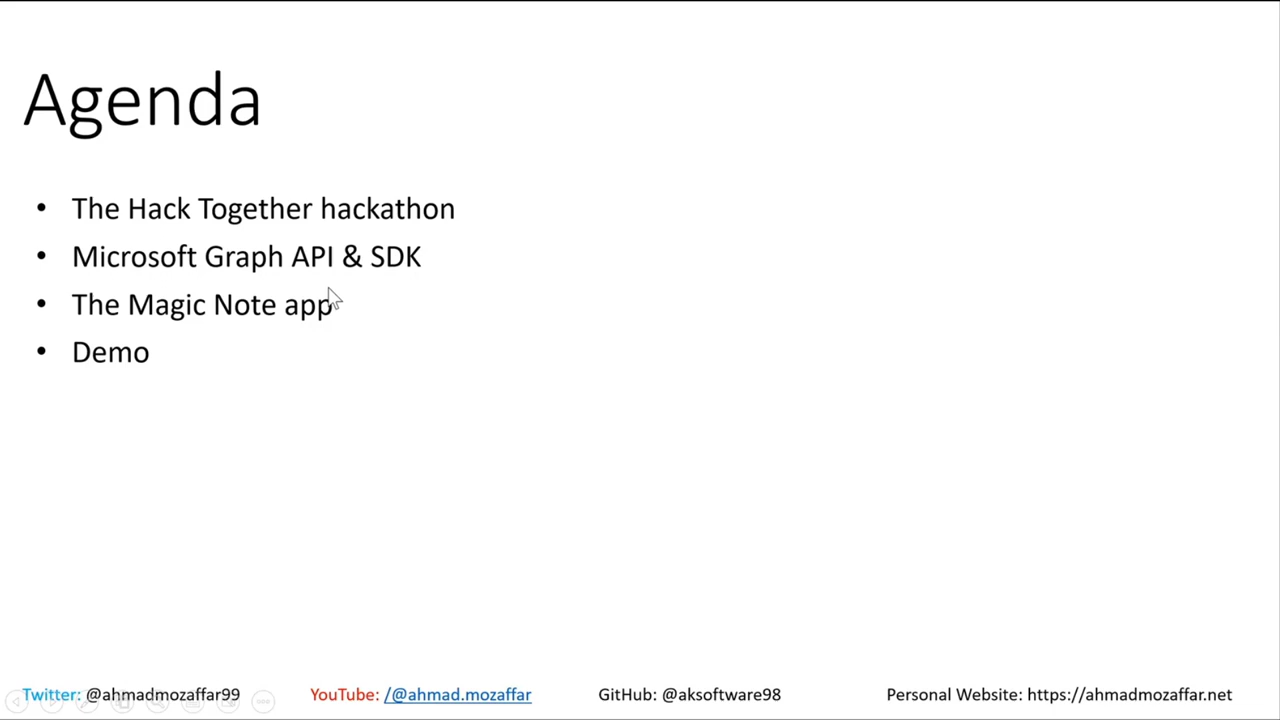 Agenda
• The Hack Together hackathon
• Microsoft Graph API & SDK
• The Magic Note app
• Demo
Twitter: @ahmadmozaffar99 YouTube: /@ahmad.mozaffar GitHub: @aksoftware98 Personal Website: https://ahmadmozaffar.net